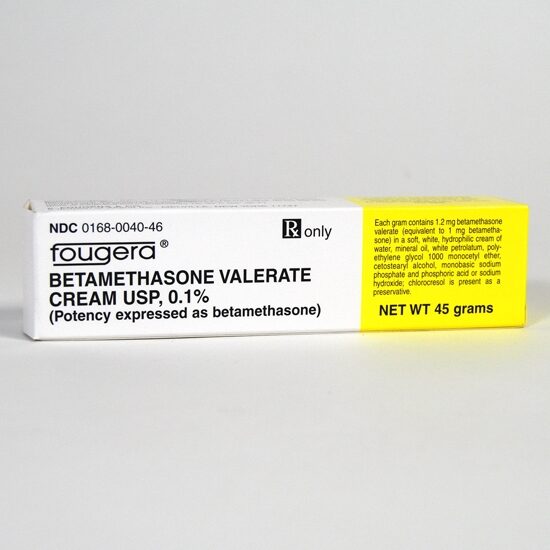 NDC 0168-0040-46
fougera®
Rx only
BETAMETHASONE VALERATE
CREAM USP, 0.1%
(Potency expressed as betamethasone)
Each gram contains 1.2 mg betamethasone
valerate (equivalent to 1 mg betametha-
sone) in a soft, white, hydrophilic cream of
water, mineral oil, white petrolatum, poly-
ethylene glycol 1000 monocetyl ether,
cetostearyl alcohol, monobasic sodium
phosphate and phosphoric acid or sodium
hydroxide; chlorocresol is present as a
preservative.
NET WT 45 grams